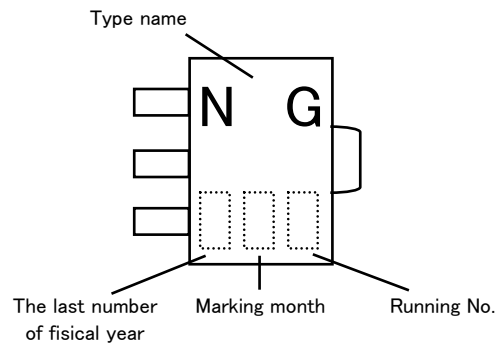 Type name
N G
The last number
of fisical year
Marking month
Running No.